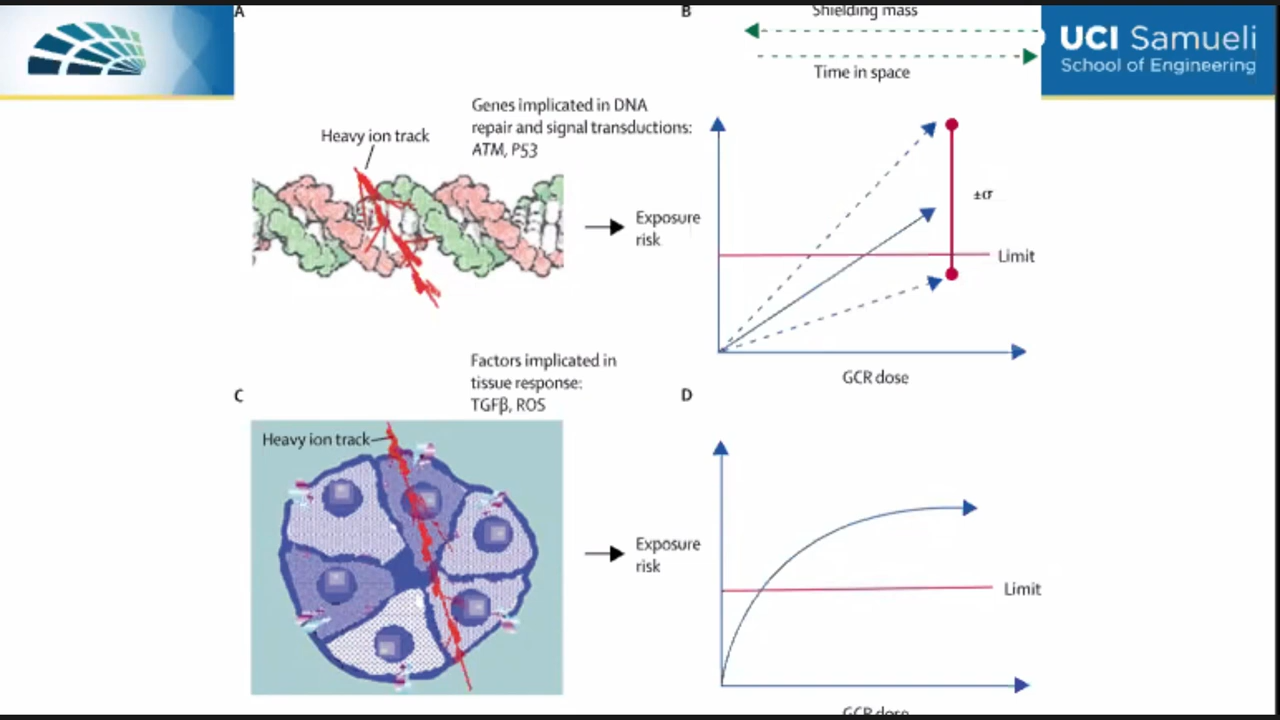 A
Genes implicated in DNA
repair and signal transductions:
ATM, P53
Heavy ion track
Exposure
risk
B
Shielding mass
Time in space
±σ
Limit
GCR dose
UCI Samueli
School of Engineering
C
Factors implicated in
tissue response:
TGFβ, ROS
Heavy ion track
Exposure
risk
D
Limit
GCR dose